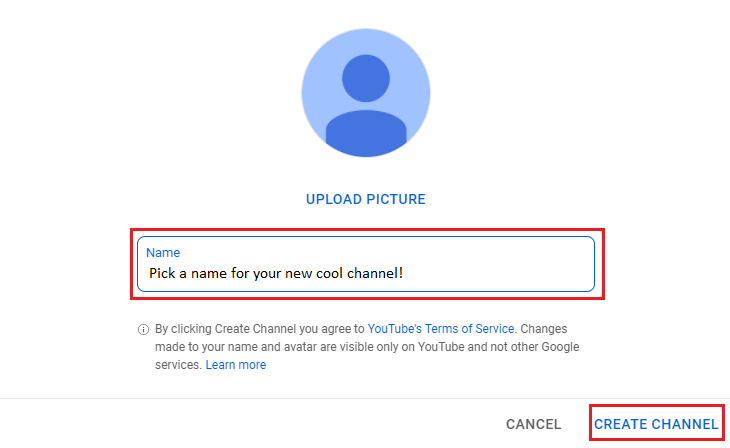 UPLOAD PICTURE
Name
Pick a name for your new cool channel!
By clicking Create Channel you agree to YouTube's Terms of Service. Changes
made to your name and avatar are visible only on YouTube and not other Google
services. Learn more
CANCEL CREATE CHANNEL